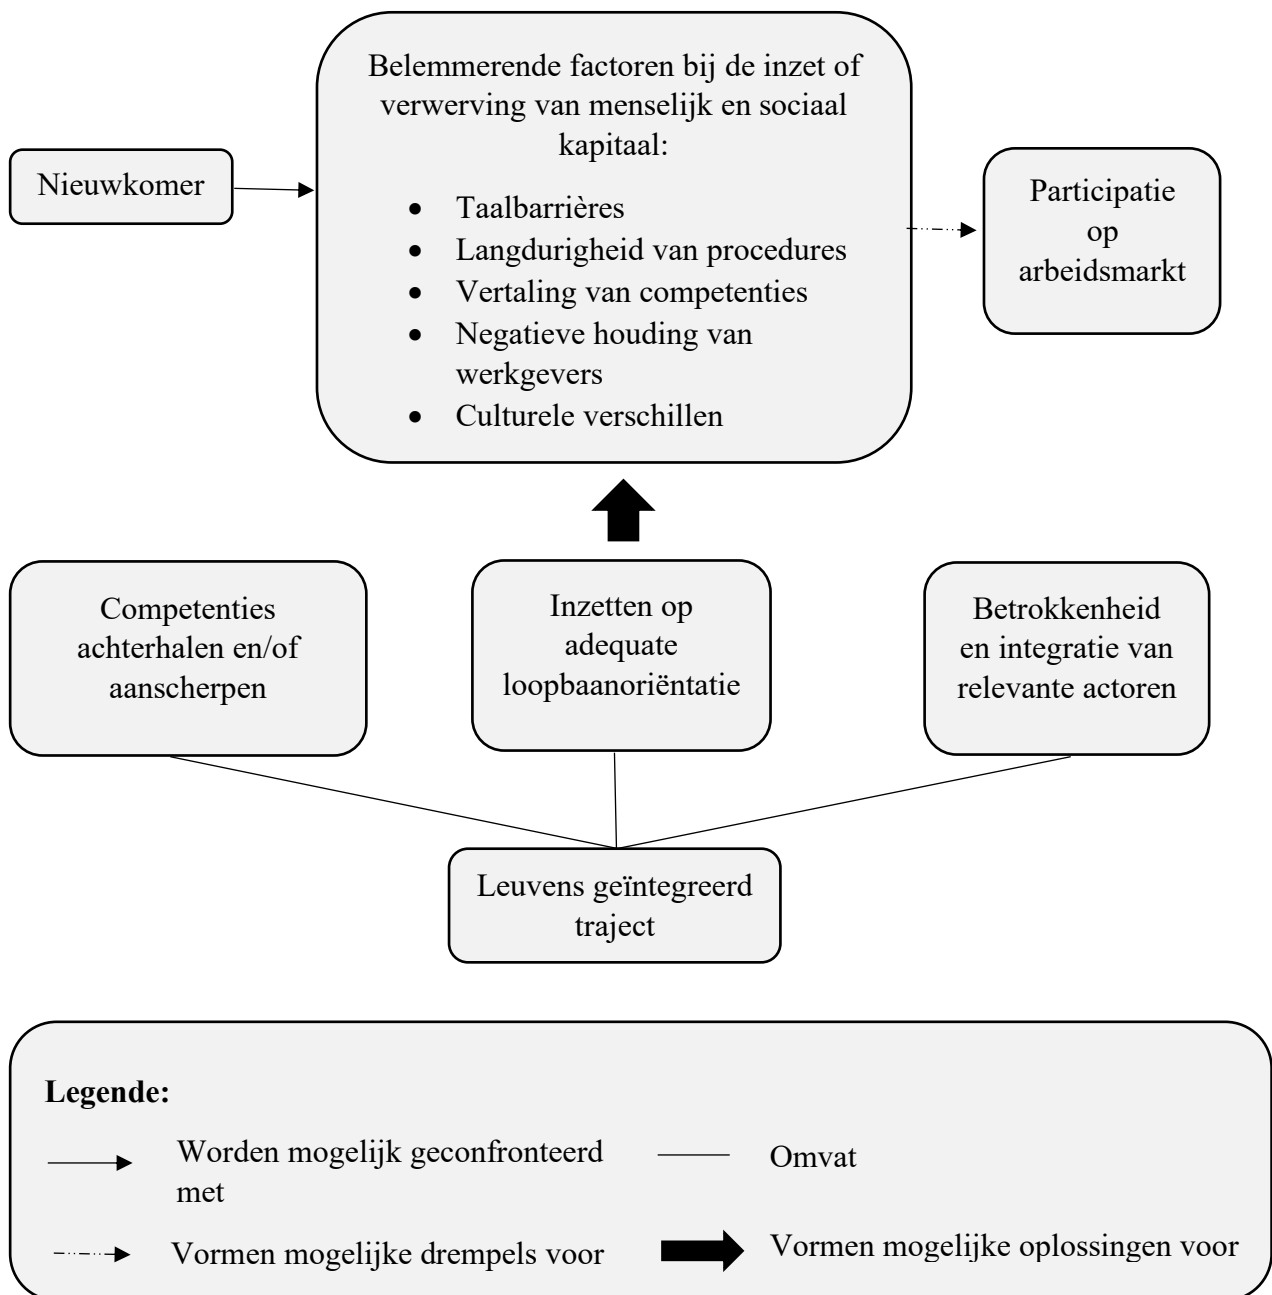 Belemmerende factoren bij de inzet of
verwerving van menselijk en sociaal
kapitaal:
• Taalbarrières
• Langdurigheid van procedures
• Vertaling van competenties
• Negatieve houding van
werkgevers
• Culturele verschillen
Nieuwkomer
Participatie
op
arbeidsmarkt
Competenties
achterhalen en/of
aanscherpen
Inzetten op
adequate
loopbaanoriëntatie
Betrokkenheid
en integratie van
relevante actoren
Leuvens geïntegreerd
traject
Legende:
Worden mogelijk geconfronteerd
met
Omvat
Vormen mogelijke drempels voor
Vormen mogelijke oplossingen voor